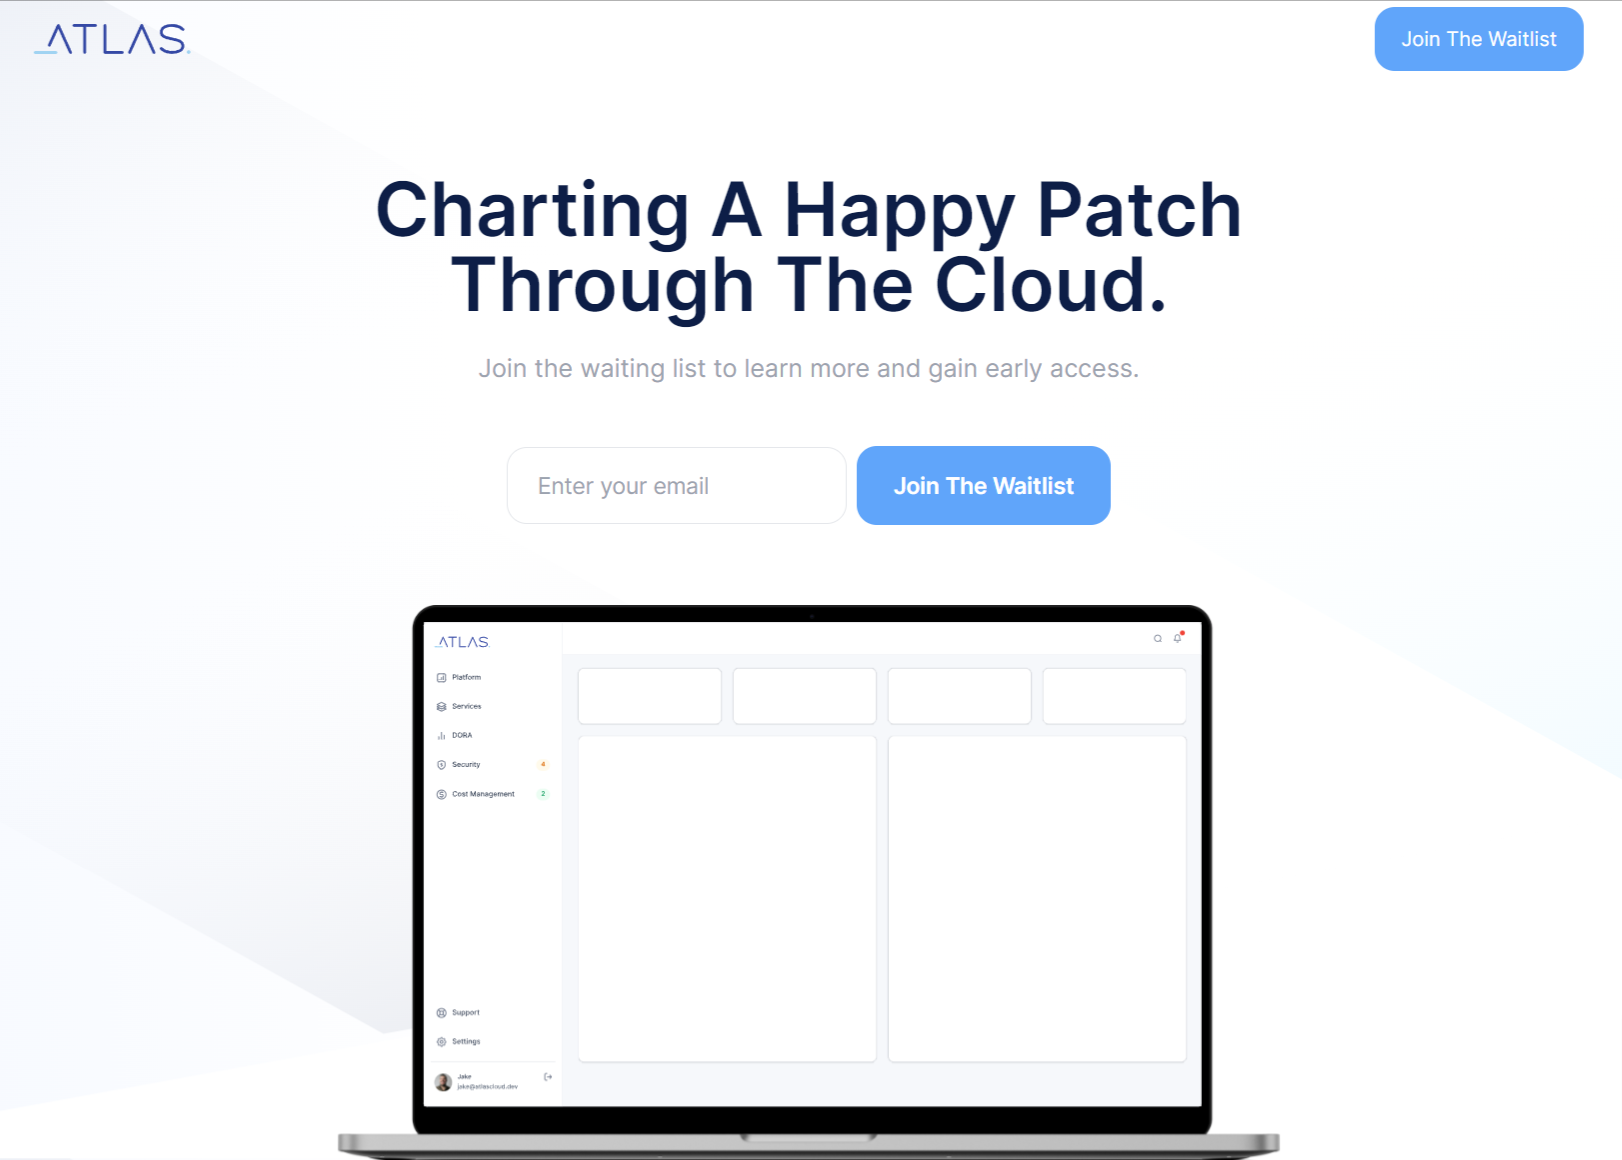 ATLAS.
Join The Waitlist
Charting A Happy Patch
Through The Cloud.
Join the waiting list to learn more and gain early access.
Enter your email
Join The Waitlist
ATLAS
Platform
Services
DORA
Security 4
Cost Management 2
Support
Settings
Jake
jake@atlascloud.dev